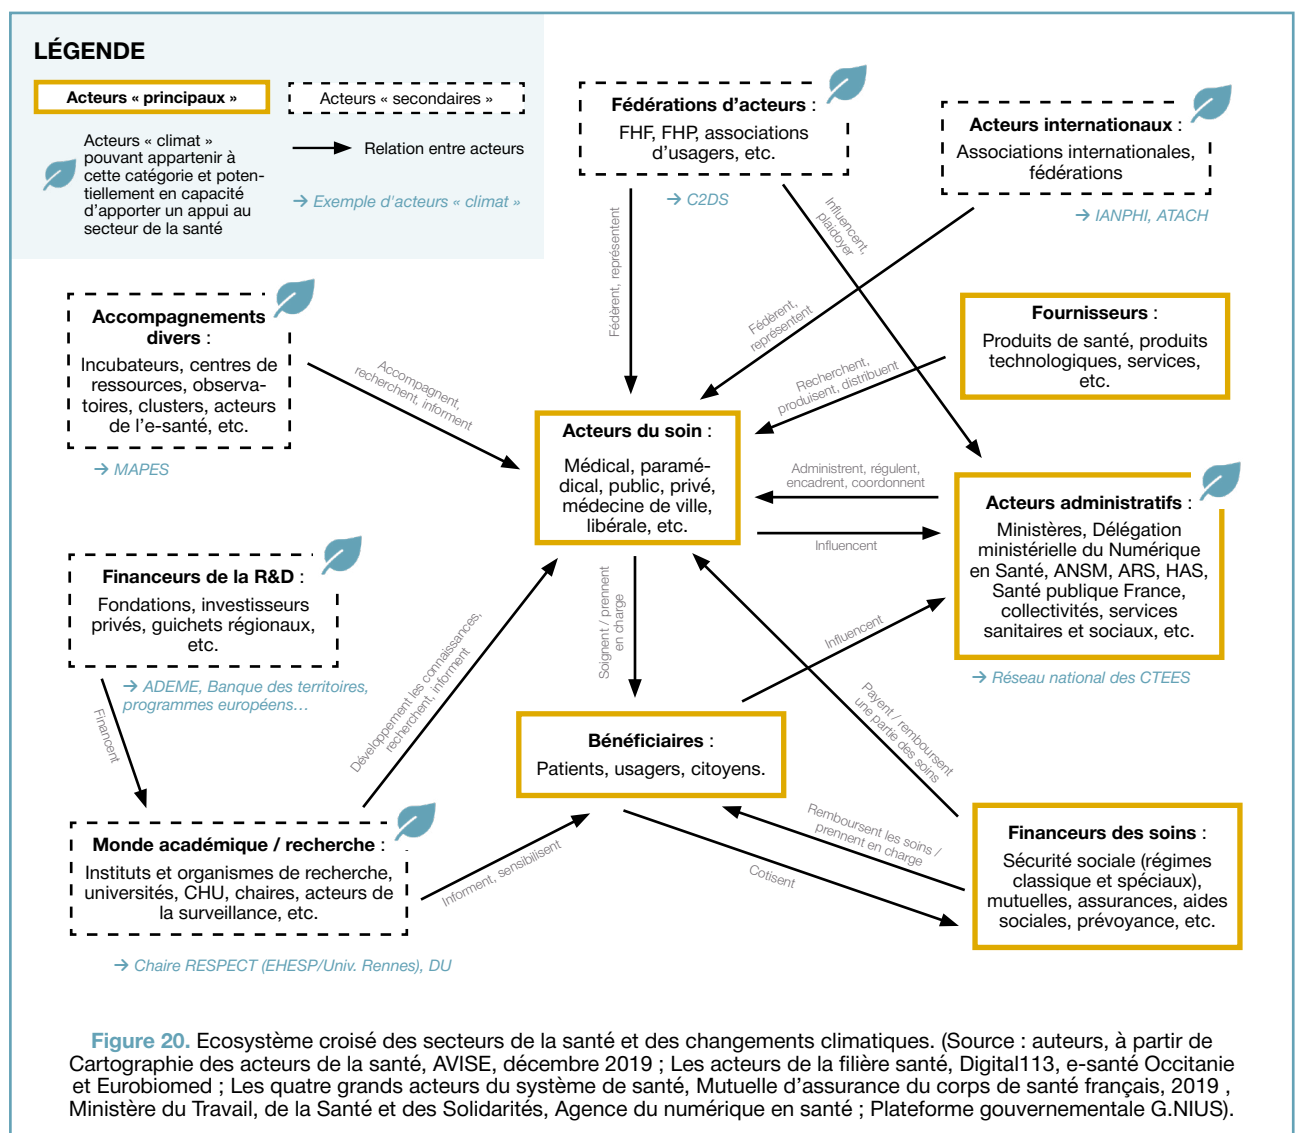 LÉGENDE
Acteurs « principaux »
Acteurs « secondaires »
Acteurs « climat »
pouvant appartenir à
cette catégorie et poten-
tiellement en capacité
d'apporter un appui au
secteur de la santé
Relation entre acteurs
→ Exemple d'acteurs « climat »
Fédérations d'acteurs :
FHF, FHP, associations
d'usagers, etc.
→ C2DS
Acteurs internationaux :
Associations internationales,
fédérations
→ IANPHI, ATACH
Fédèrent, représentent
Influencent,
plaidoyer
Fédèrent,
représentent
Accompagnements
divers :
Incubateurs, centres de
ressources, observa-
toires, clusters, acteurs
de l'e-santé, etc.
→ MAPES
Accompagnent,
recherchent, informent
Fournisseurs :
Produits de santé, produits
technologiques, services,
etc.
Recherchent,
produisent, distribuent
Acteurs du soin :
Médical, paramé-
dical, public, privé,
médecine de ville,
libérale, etc.
Administrent, régulent,
encadrent, coordonnent
Influencent
Acteurs administratifs :
Ministères, Délégation
ministérielle du Numérique
en Santé, ANSM, ARS, HAS,
Santé publique France,
collectivités, services
sanitaires et sociaux, etc.
→ Réseau national des CTEES
Financeurs de la R&D :
Fondations, investisseurs
privés, guichets régionaux,
etc.
→ ADEME, Banque des territoires,
programmes européens…
Financent
Développement les connaissances,
recherchent, informent
Soignent / prennent
en charge
Influencent
Payent / remboursent
une partie des soins
Bénéficiaires :
Patients, usagers, citoyens.
Monde académique / recherche :
Instituts et organismes de recherche,
universités, CHU, chaires, acteurs de
la surveillance, etc.
→ Chaire RESPECT (EHESP/Univ. Rennes), DU
Informent, sensibilisent
Remboursent les soins /
prennent en charge
Cotisent
Financeurs des soins :
Sécurité sociale (régimes
classique et spéciaux),
mutuelles, assurances, aides
sociales, prévoyance, etc.
Figure 20. Ecosystème croisé des secteurs de la santé et des changements climatiques. (Source : auteurs, à partir de
Cartographie des acteurs de la santé, AVISE, décembre 2019 ; Les acteurs de la filière santé, Digital113, e-santé Occitanie
et Eurobiomed ; Les quatre grands acteurs du système de santé, Mutuelle d'assurance du corps de santé français, 2019 ,
Ministère du Travail, de la Santé et des Solidarités, Agence du numérique en santé ; Plateforme gouvernementale G.NIUS).